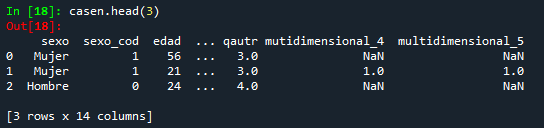 In [18]: casen.head(3)
Out[18]:
sexo sexo_cod edad ... qautr mutidimensional_4 multidimensional_5
0 Mujer 1 56 ... 3.0 NaN NaN
1 Mujer 1 21 ... 3.0 1.0 1.0
2 Hombre 0 24 ... 4.0 NaN NaN
[3 rows x 14 columns]